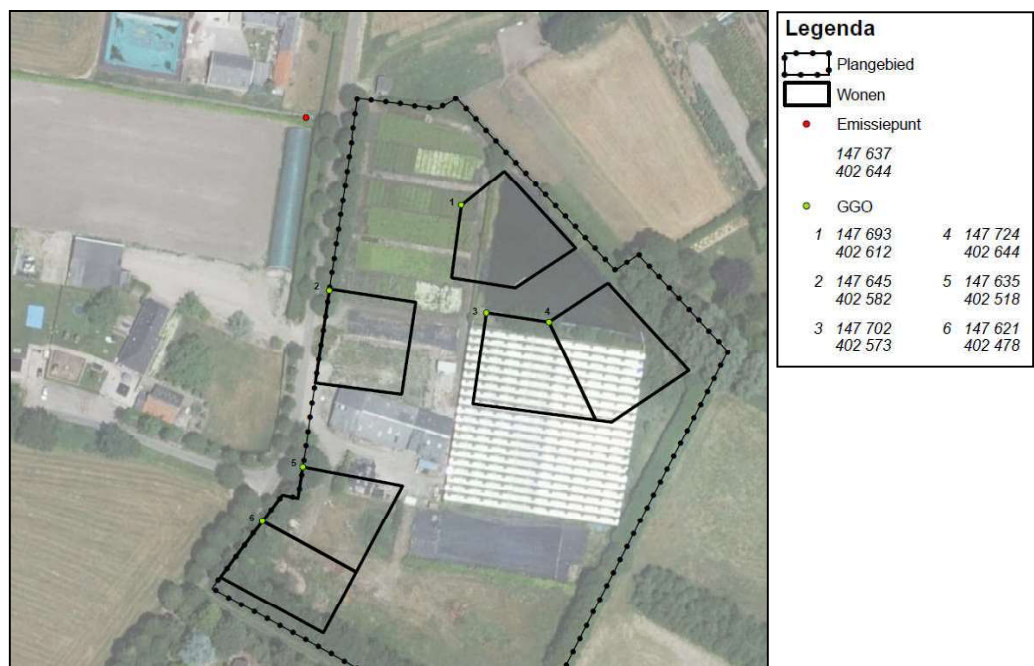 Legenda
Plangebied
Wonen
Emissiepunt
147 637
402 644
GGO
1 147 693 4 147 724
402 612 402 644
2 147 645 5 147 635
402 582 402 518
3 147 702 6 147 621
402 573 402 478
1
2
3
4
5
6